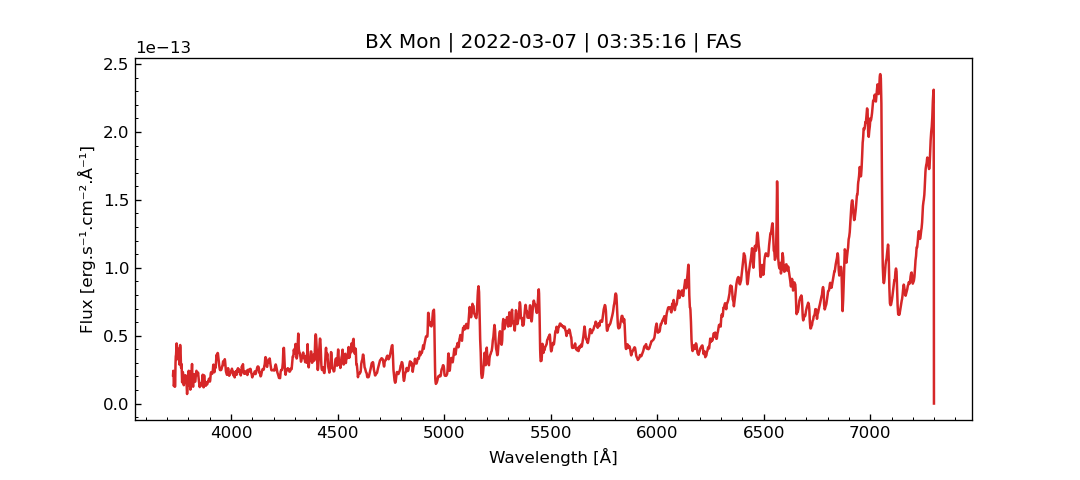 BX Mon | 2022-03-07 | 03:35:16 | FAS
1e−13
2.5
2.0
1.5
1.0
0.5
0.0
Flux [erg.s⁻¹.cm⁻².Å⁻¹]
4000 4500 5000 5500 6000 6500 7000
Wavelength [Å]